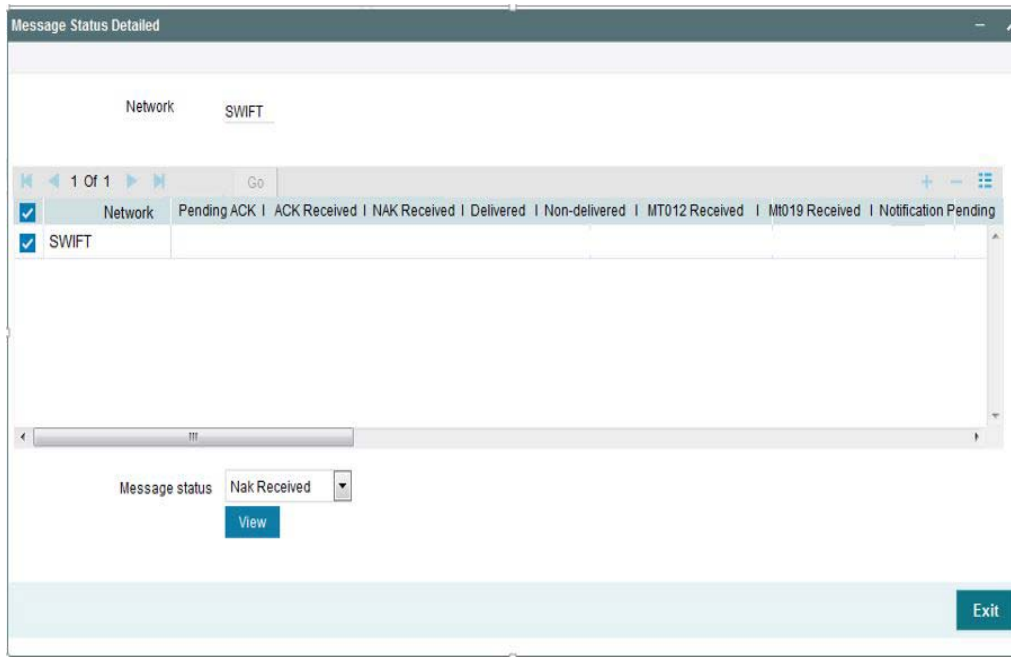 Message Status Detailed
Network SWIFT
1 Of 1 Go
Network Pending ACK I ACK Received I NAK Received I Delivered I Non-delivered I MT012 Received I Mt019 Received I Notification Pending
SWIFT
Message status Nak Received
View
Exit